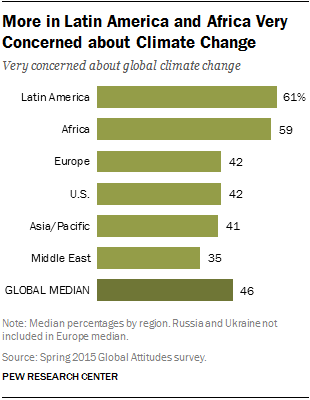 More in Latin America and Africa Very
Concerned about Climate Change
Very concerned about global climate change
Latin America 61%
Africa 59
Europe 42
U.S. 42
Asia/Pacific 41
Middle East 35
GLOBAL MEDIAN 46
Note: Median percentages by region. Russia and Ukraine not
included in Europe median.
Source: Spring 2015 Global Attitudes survey.
PEW RESEARCH CENTER